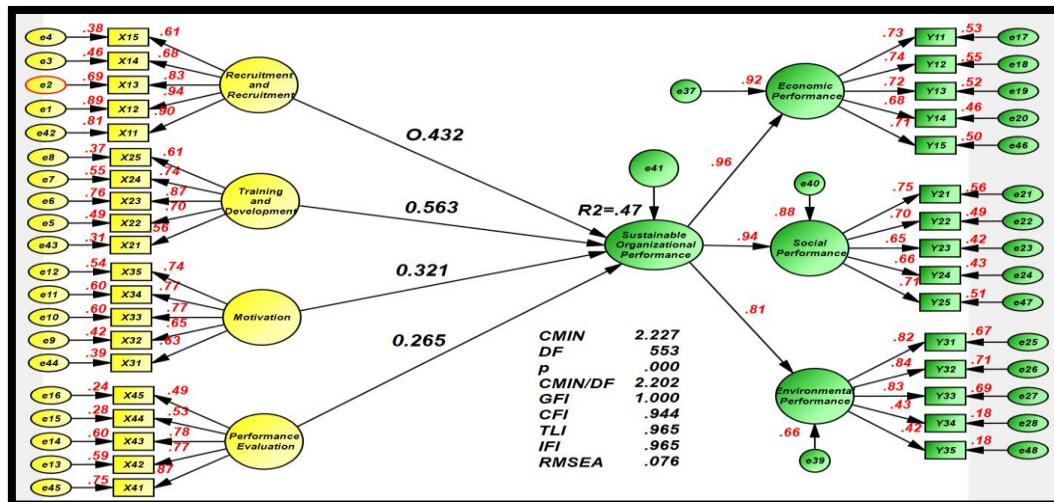 e4 .38 X15 .61
e3 .46 X14 .68
e2 .69 X13 .83
e1 .89 X12 .94
e42 .81 X11 .90
Recruitment
and
Recruitment
e8 .37 X25 .61
e7 .55 X24 .74
e6 .76 X23 .87
e5 .49 X22 .70
e43 .31 X21 .56
Training
and
Development
e12 .54 X35 .74
e11 .60 X34 .77
e10 .60 X33 .77
e9 .42 X32 .65
e44 .39 X31 .63
Motivation
e16 .24 X45 .49
e15 .28 X44 .53
e14 .60 X43 .78
e13 .59 X42 .77
e45 .75 X41 .87
Performance
Evaluation
O.432
0.563
0.321
0.265
e41
R2=.47
Sustainable
Organizational
Performance
.96
.94
.81
e37 .92
Economic
Performance
.73 Y11 .53 e17
.74 Y12 .55 e18
.72 Y13 .52 e19
.68 Y14 .46 e20
.71 Y15 .50 e46
e40
.88
Social
Performance
.75 Y21 .56 e21
.70 Y22 .49 e22
.65 Y23 .42 e23
.66 Y24 .43 e24
.71 Y25 .51 e47
Environmental
Performance
.66
e39
.82 Y31 .67 e25
.84 Y32 .71 e26
.83 Y33 .69 e27
.43 Y34 .18 e28
.42 Y35 .18 e48
CMIN 2.227
DF 553
p .000
CMIN/DF 2.202
GFI 1.000
CFI .944
TLI .965
IFI .965
RMSEA .076